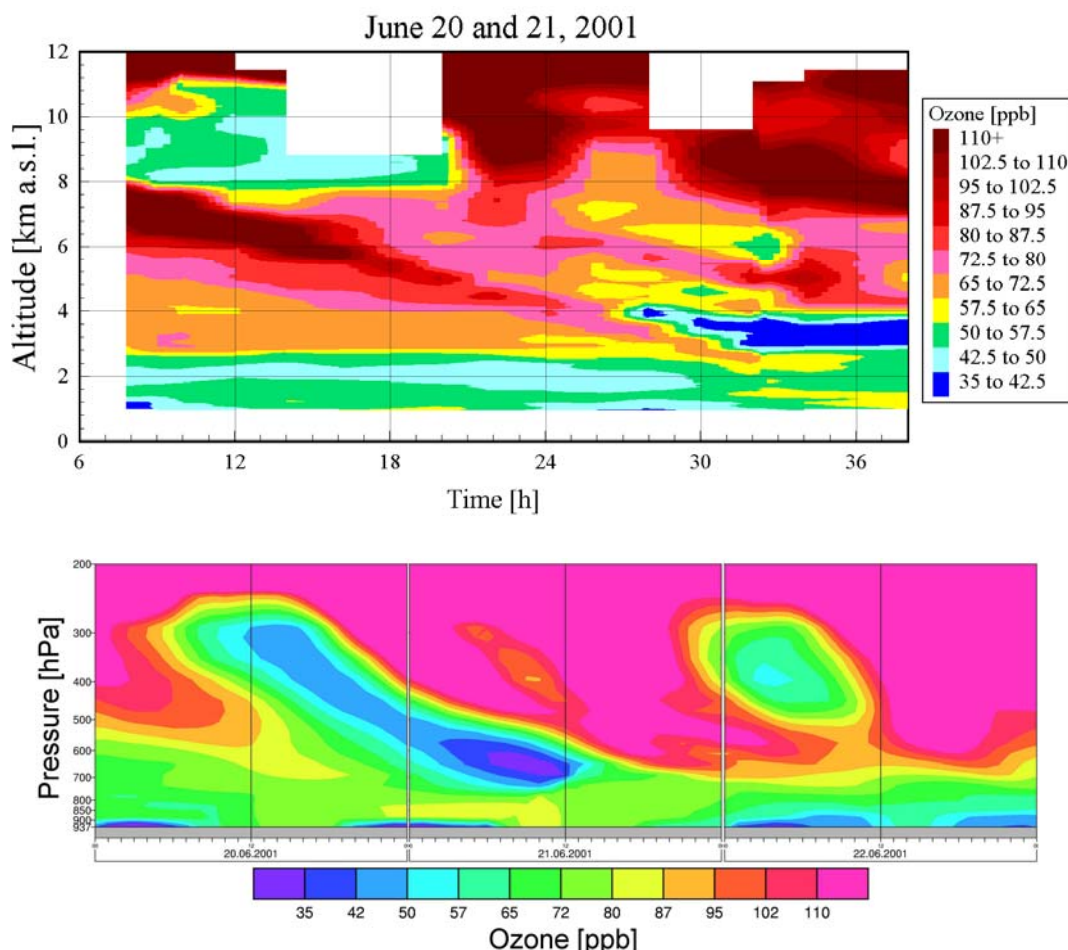 June 20 and 21, 2001
12
10
8
6
4
2
0
Altitude [km a.s.l.]
6 12 18 24 30 36
Time [h]
Ozone [ppb]
110+
102.5 to 110
95 to 102.5
87.5 to 95
80 to 87.5
72.5 to 80
65 to 72.5
57.5 to 65
50 to 57.5
42.5 to 50
35 to 42.5
200
300
400
500
600
700
800
850
900
937
Pressure [hPa]
12 12 12
20.06.2001 21.06.2001 22.06.2001
35 42 50 57 65 72 80 87 95 102 110
Ozone [ppb]